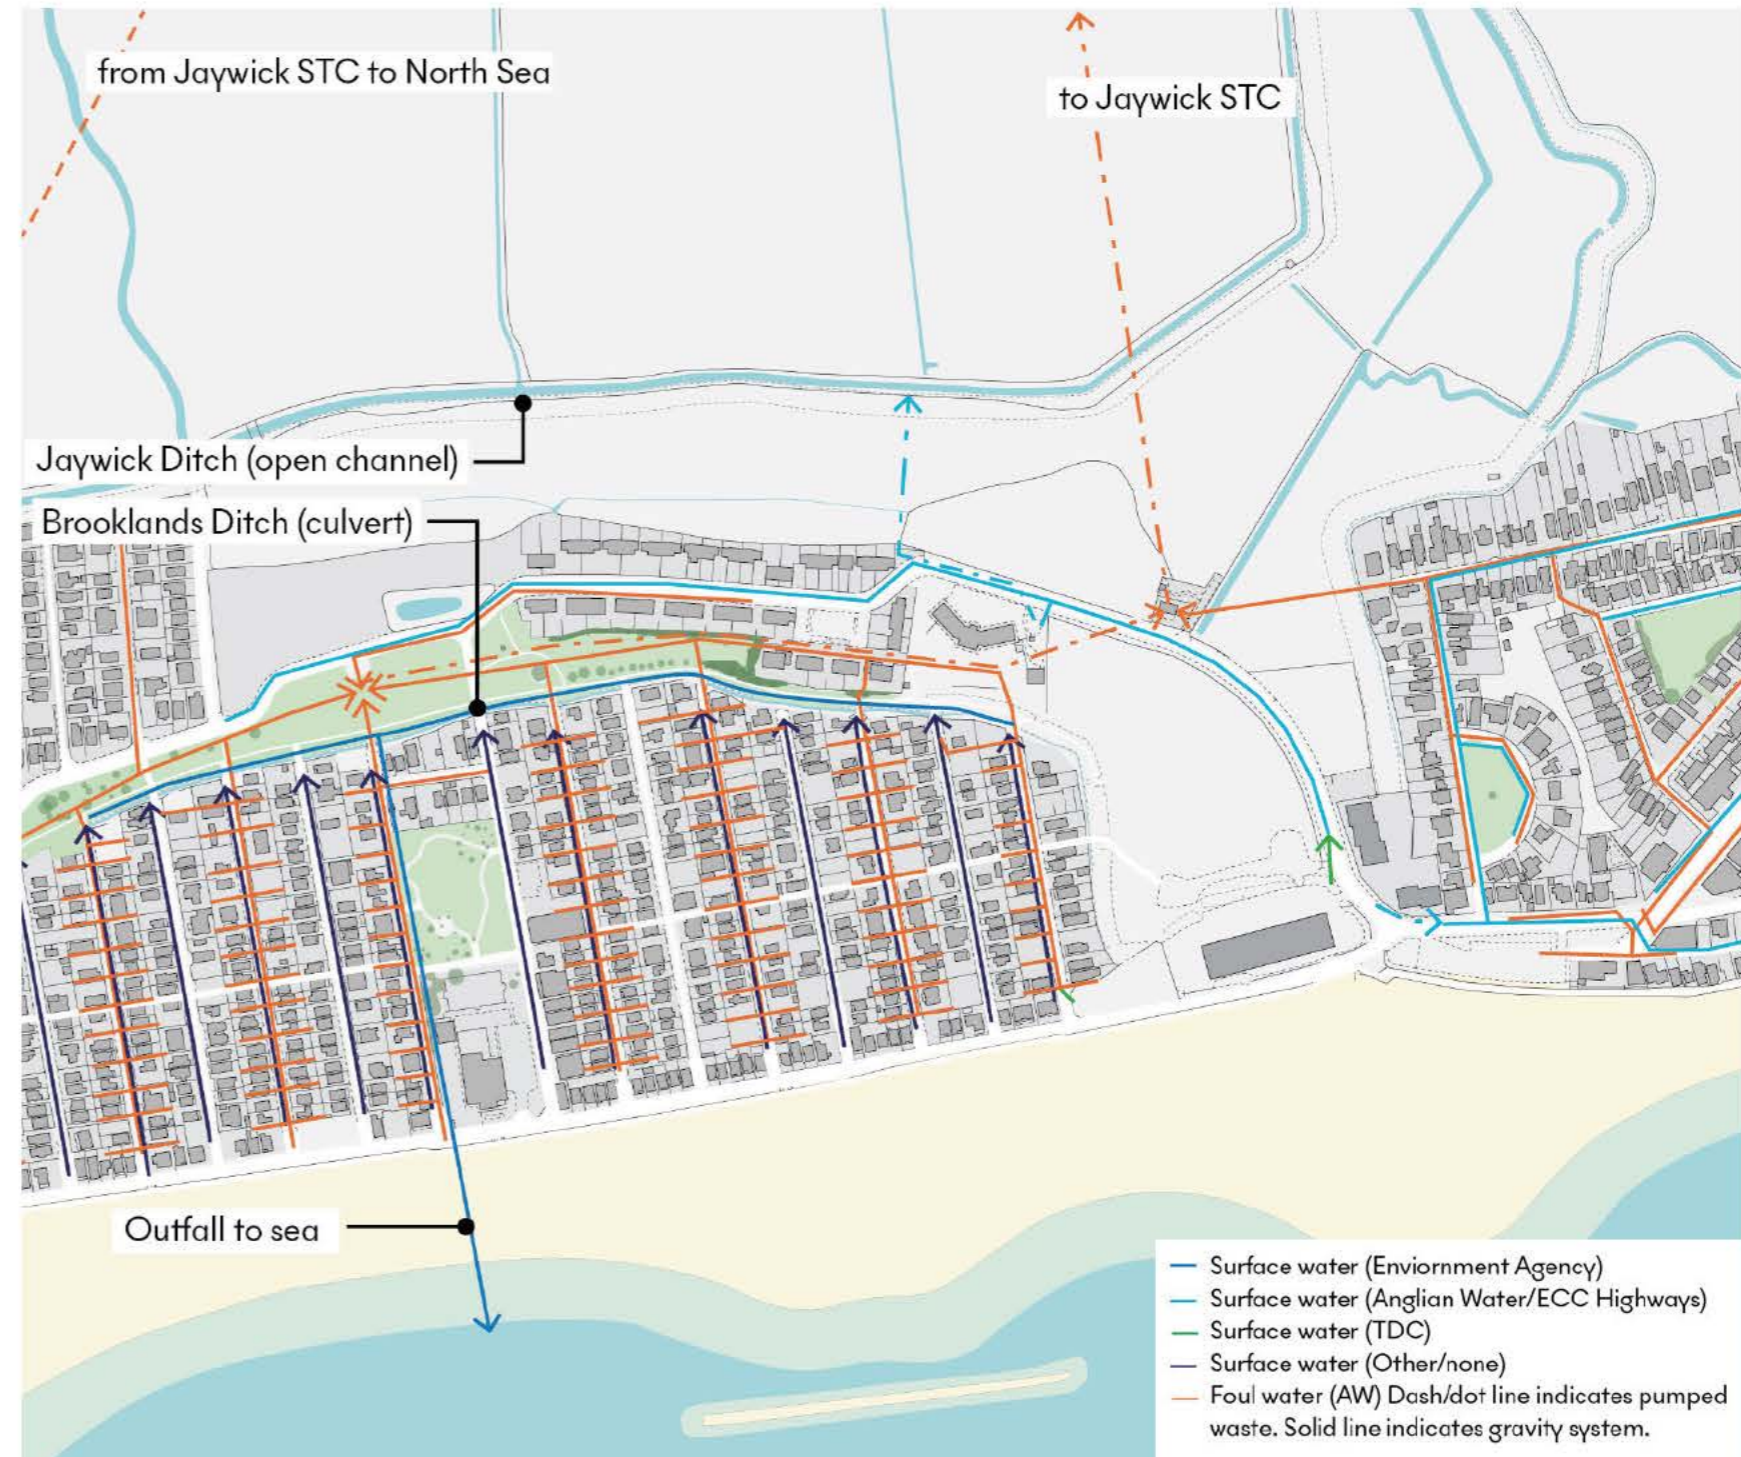 from Jaywick STC to North Sea
to Jaywick STC
Jaywick Ditch (open channel)
Brooklands Ditch (culvert)
Outfall to sea
Surface water (Enviornment Agency)
Surface water (Anglian Water/ECC Highways)
Surface water (TDC)
Surface water (Other/none)
Foul water (AW) Dash/dot line indicates pumped
waste. Solid line indicates gravity system.